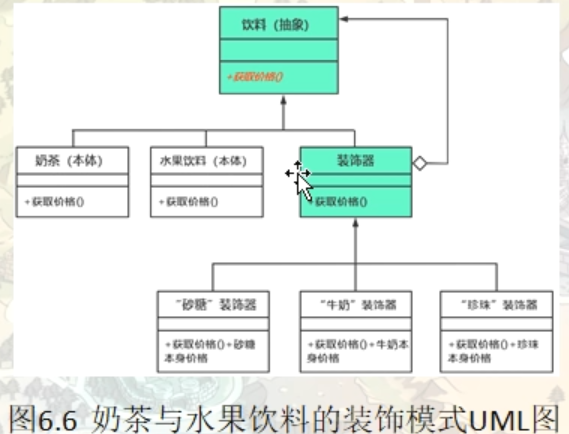 饮料（抽象）
+获取价格()
奶茶（本体）
水果饮料（本体）
装饰器
+获取价格()
+获取价格()
+获取价格()
“砂糖”装饰器
“牛奶”装饰器
“珍珠”装饰器
+获取价格()+砂糖
本身价格
+获取价格()+牛奶本
身价格
+获取价格()+珍珠
本身价格
图6.6 奶茶与水果饮料的装饰模式UML图